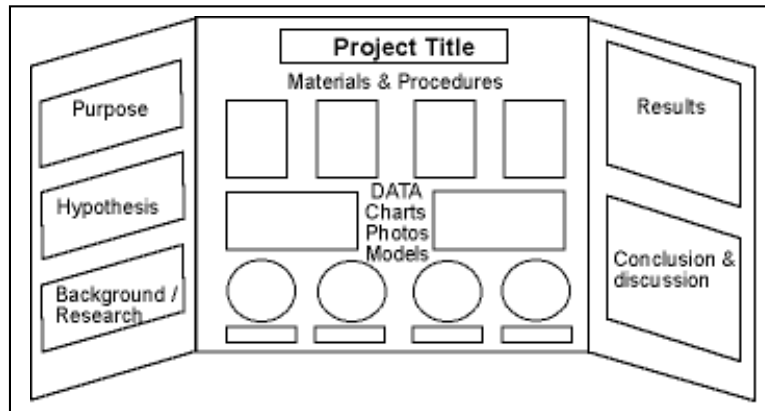 Project Title
Materials & Procedures
Purpose
Hypothesis
Background /
Research
DATA
Charts
Photos
Models
Results
Conclusion &
discussion